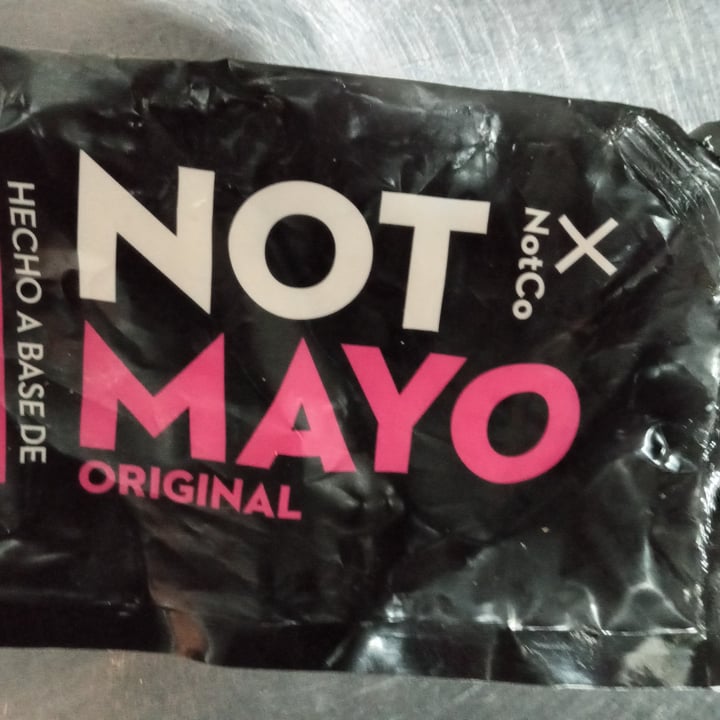 NOT
MAYO
ORIGINAL
NotCo
HECHO A BASE DE